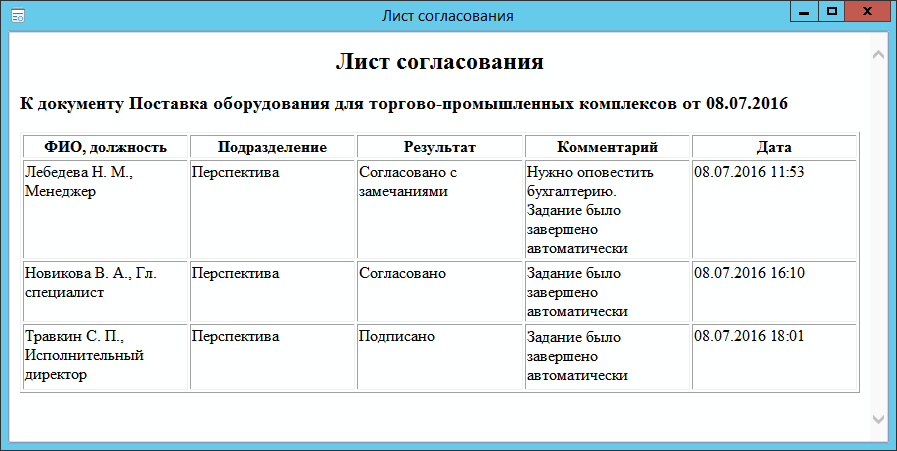 Лист согласования
Лист согласования
К документу Поставка оборудования для торгово-промышленных комплексов от 08.07.2016
ФИО, должность Подразделение Результат Комментарий Дата
Лебедева Н. М., Перспектива Согласовано с Нужно оповестить 08.07.2016 11:53
Менеджер замечаниями бухгалтерию.
Задание было
завершено
автоматически
Новикова В. А., Гл. Перспектива Согласовано Задание было 08.07.2016 16:10
специалист завершено
автоматически
Травкин С. П., Перспектива Подписано Задание было 08.07.2016 18:01
Исполнительный завершено
директор автоматически